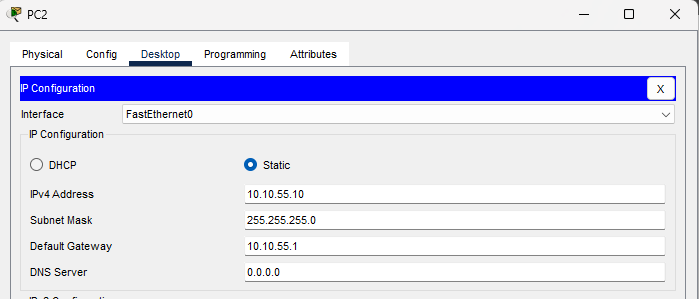 PC2
Physical Config Desktop Programming Attributes
IP Configuration X
Interface FastEthernet0
IP Configuration
DHCP Static
IPv4 Address 10.10.55.10
Subnet Mask 255.255.255.0
Default Gateway 10.10.55.1
DNS Server 0.0.0.0